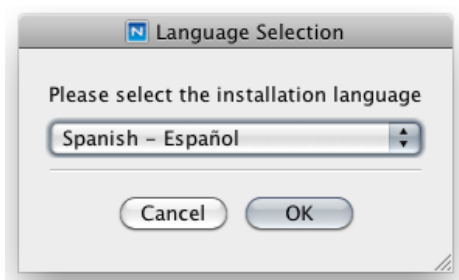 Language Selection
Please select the installation language
Spanish – Español
Cancel OK